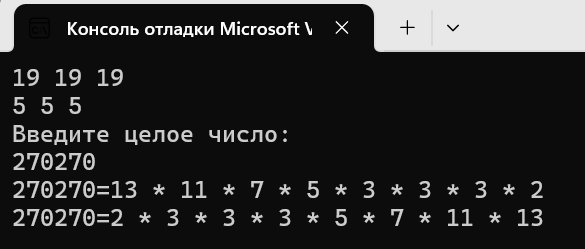 Консоль отладки Microsoft V
19 19 19
5 5 5
Введите целое число:
270270
270270=13 * 11 * 7 * 5 * 3 * 3 * 3 * 2
270270=2 * 3 * 3 * 3 * 5 * 7 * 11 * 13